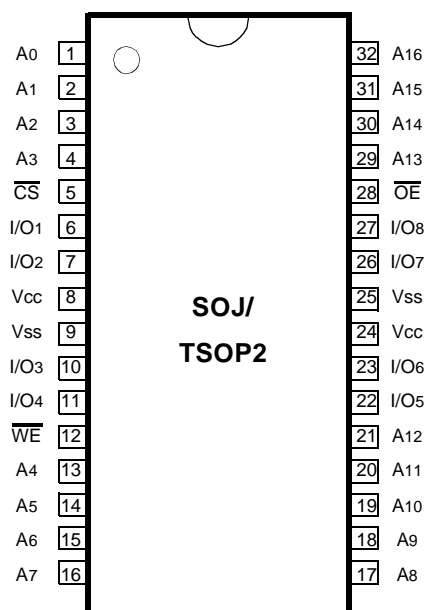 A0 1 32 A16
A1 2 31 A15
A2 3 30 A14
A3 4 29 A13
C̅S̅ 5 28 O̅E̅
I/O1 6 27 I/O8
I/O2 7 26 I/O7
Vcc 8 25 Vss
Vss 9 24 Vcc
I/O3 10 23 I/O6
I/O4 11 22 I/O5
W̅E̅ 12 21 A12
A4 13 20 A11
A5 14 19 A10
A6 15 18 A9
A7 16 17 A8
SOJ/
TSOP2